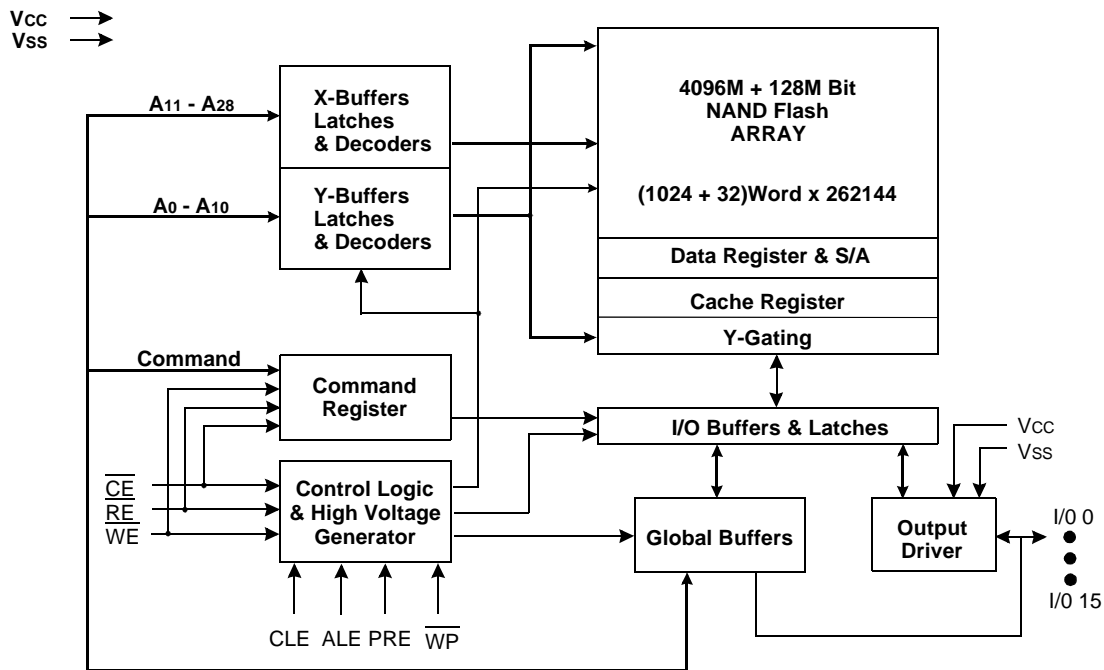 VCC
VSS
A11 - A28
X-Buffers
Latches
& Decoders
A0 - A10
Y-Buffers
Latches
& Decoders
4096M + 128M Bit
NAND Flash
ARRAY
(1024 + 32)Word x 262144
Data Register & S/A
Cache Register
Y-Gating
Command
Command
Register
I/O Buffers & Latches
VCC
VSS
CE
RE
WE
Control Logic
& High Voltage
Generator
Global Buffers
Output
Driver
I/0 0
I/0 15
CLE ALE PRE WP